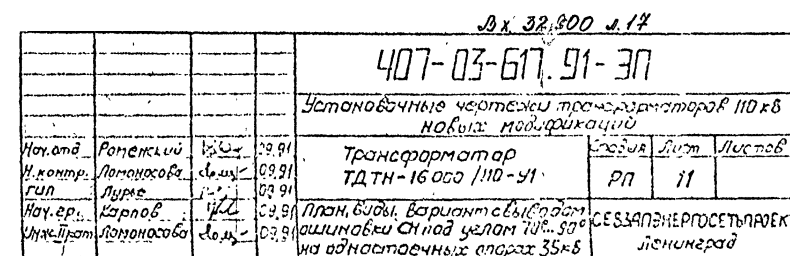 Вх. 32.800 л. 17
407-03-617.91-ЭП
Установочные чертежи трансформаторов 110 кВ
новых модификаций
Нач.отд Роменский 09.91
Н.контр. Ломоносова 09.91
ГИП Лурье 09.91
Нач.гр. Карпов 09.91
Инж.II Ломоносова 09.91
Трансформатор
ТДТН-16000/110-У1
Стадия Лист Листов
РП 11
План, виды. Вариант с выводом
ошиновки СН под углом 90°
на одностоечных опорах 35кВ
СЕВЗАПЭНЕРГОСЕТЬПРОЕКТ
Ленинград